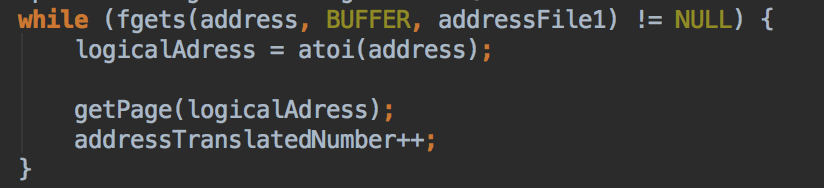 while (fgets(address, BUFFER, addressFile1) != NULL) {
logicalAdress = atoi(address);
getPage(logicalAdress);
addressTranslatedNumber++;
}